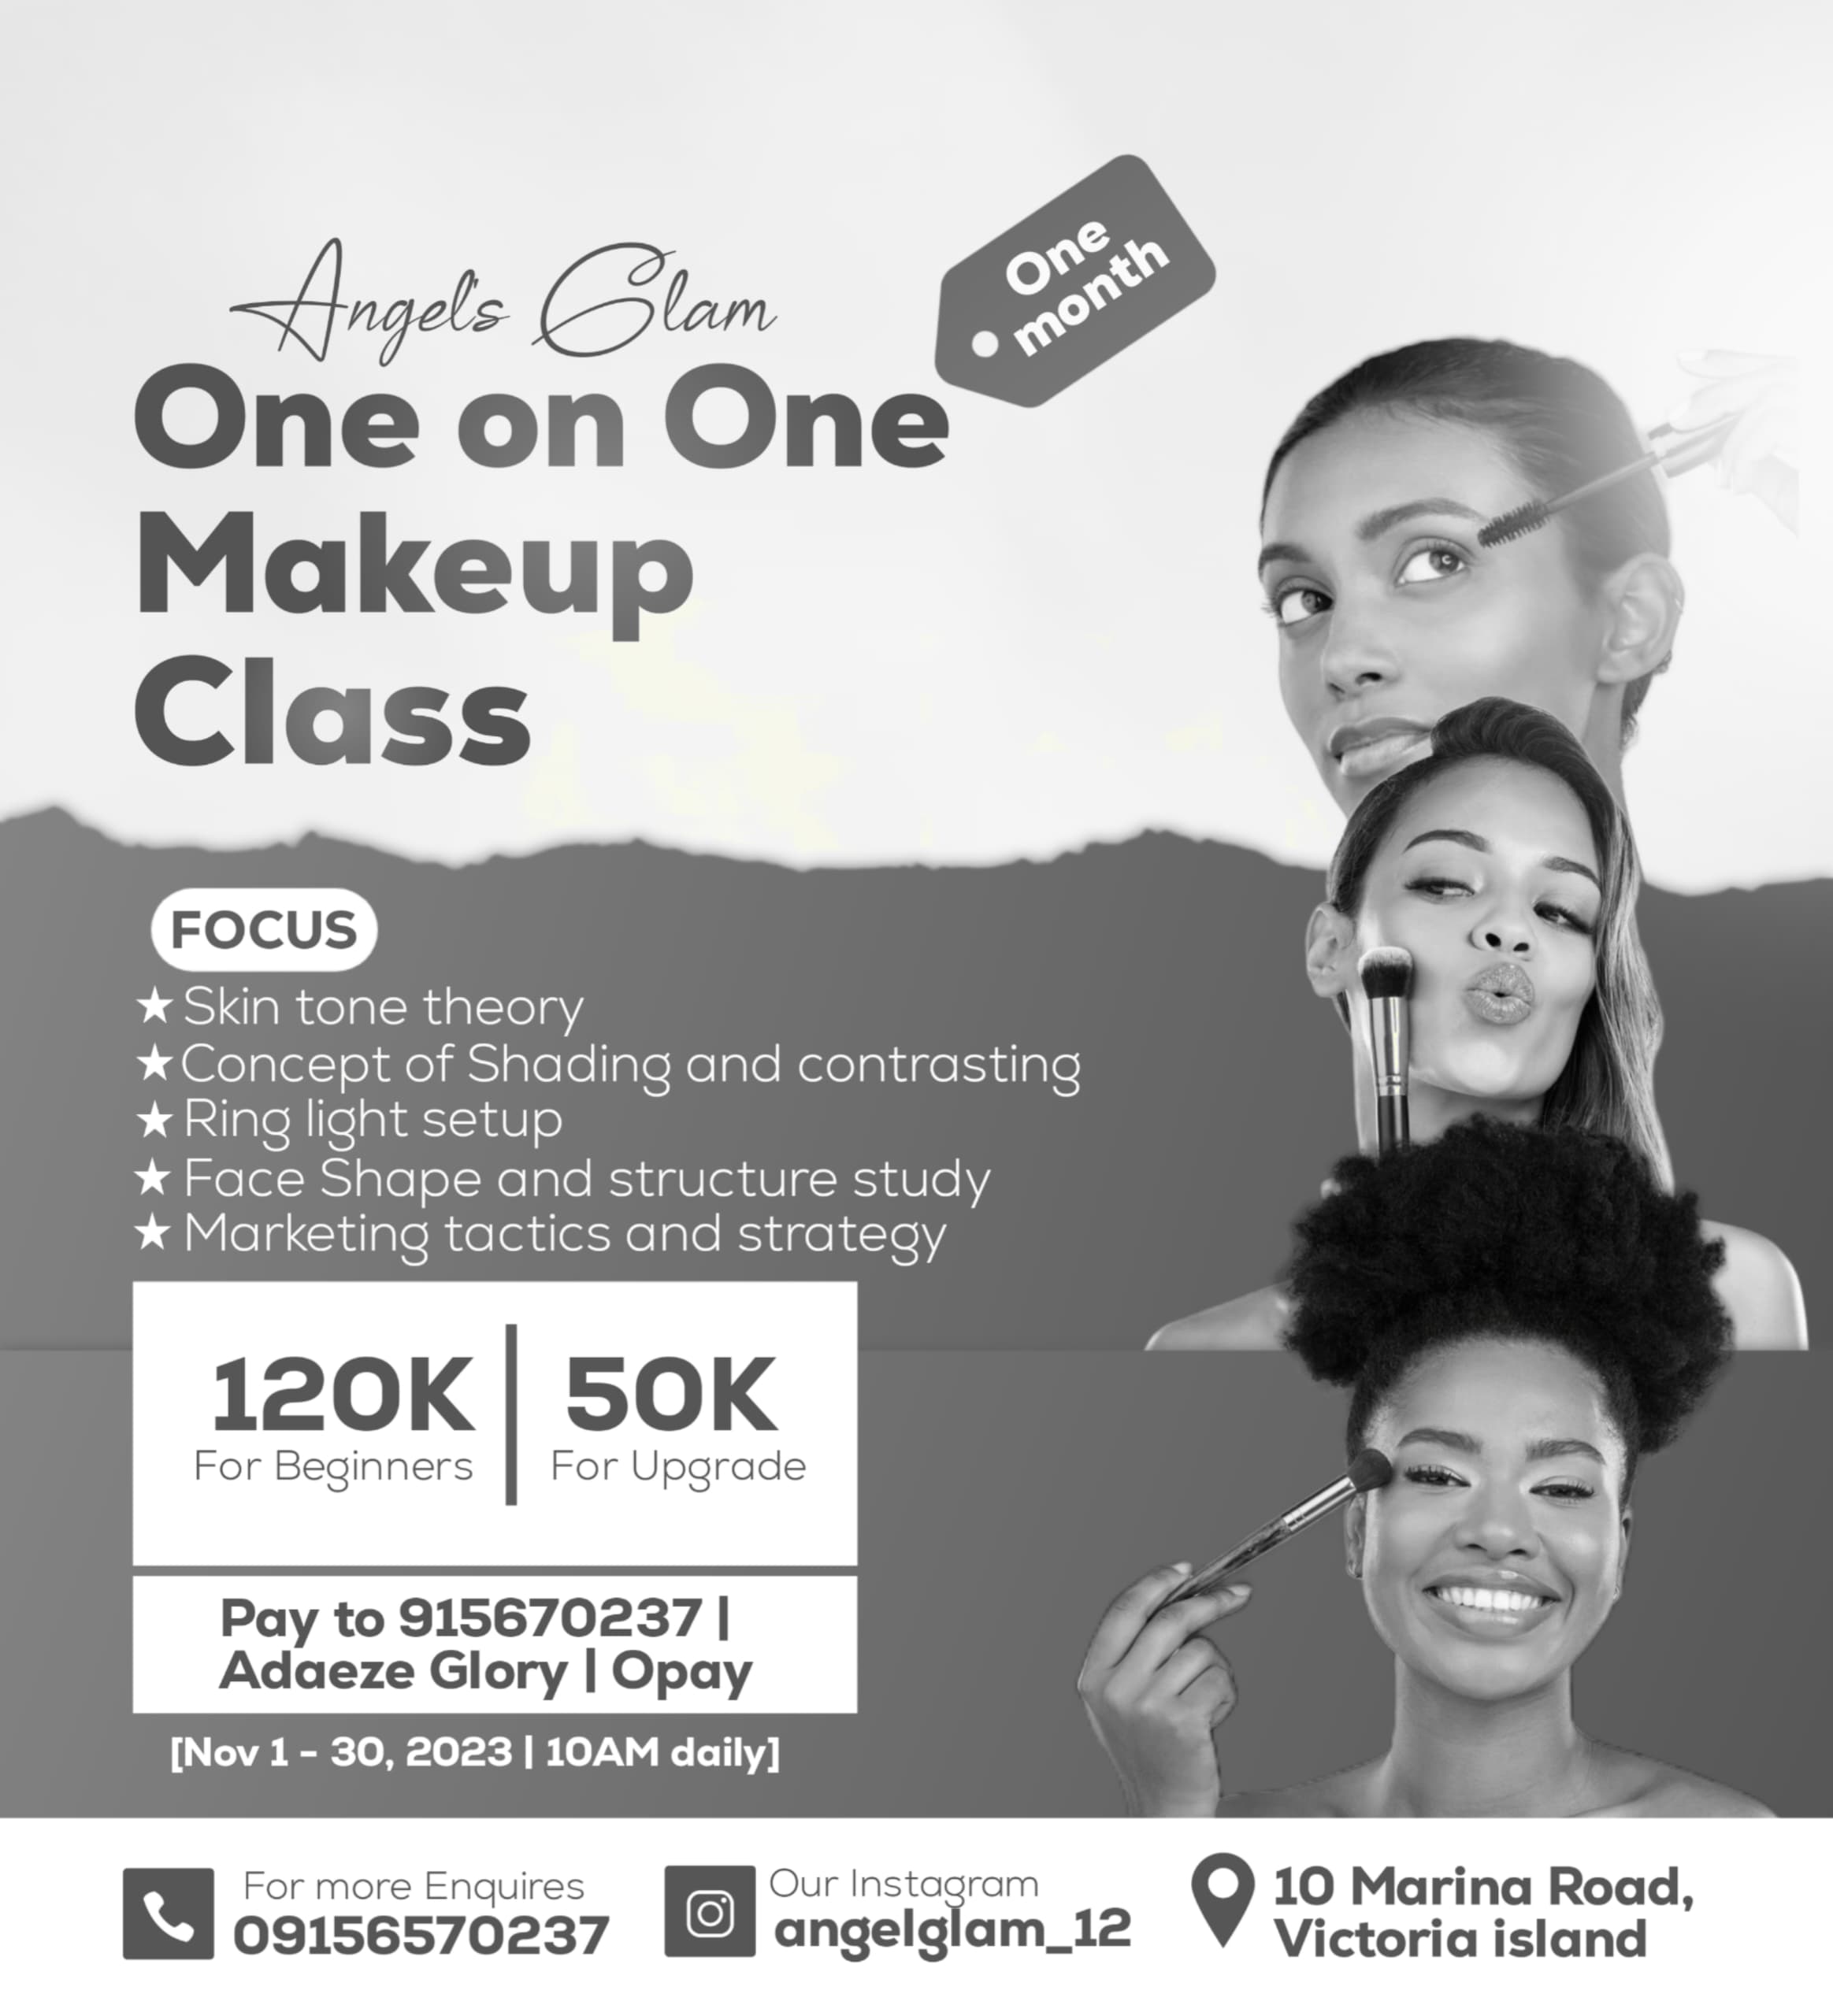 Angel's Glam
One
month
One on One
Makeup
Class
FOCUS
★ Skin tone theory
★ Concept of Shading and contrasting
★ Ring light setup
★ Face Shape and structure study
★ Marketing tactics and strategy
120K | 50K
For Beginners For Upgrade
Pay to 915670237 |
Adaeze Glory | Opay
[Nov 1 - 30, 2023 | 10AM daily]
For more Enquires
09156570237
Our Instagram
angelglam_12
10 Marina Road,
Victoria island